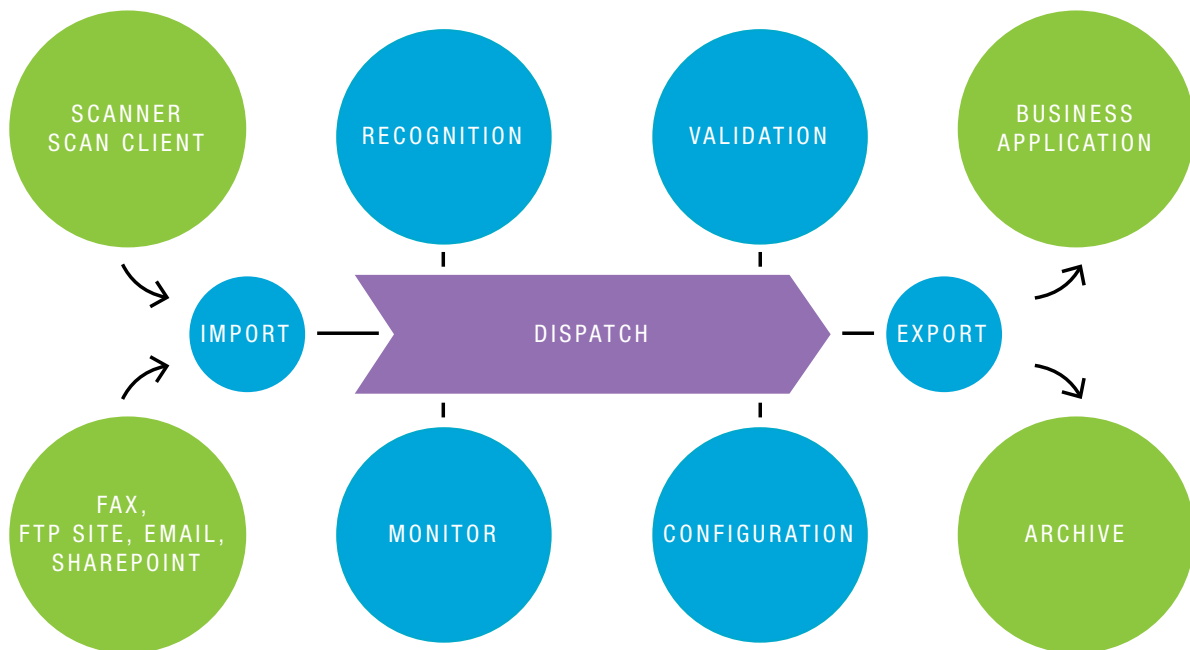 SCANNER
SCAN CLIENT
RECOGNITION
VALIDATION
BUSINESS
APPLICATION
IMPORT
DISPATCH
EXPORT
FAX,
FTP SITE, EMAIL,
SHAREPOINT
MONITOR
CONFIGURATION
ARCHIVE